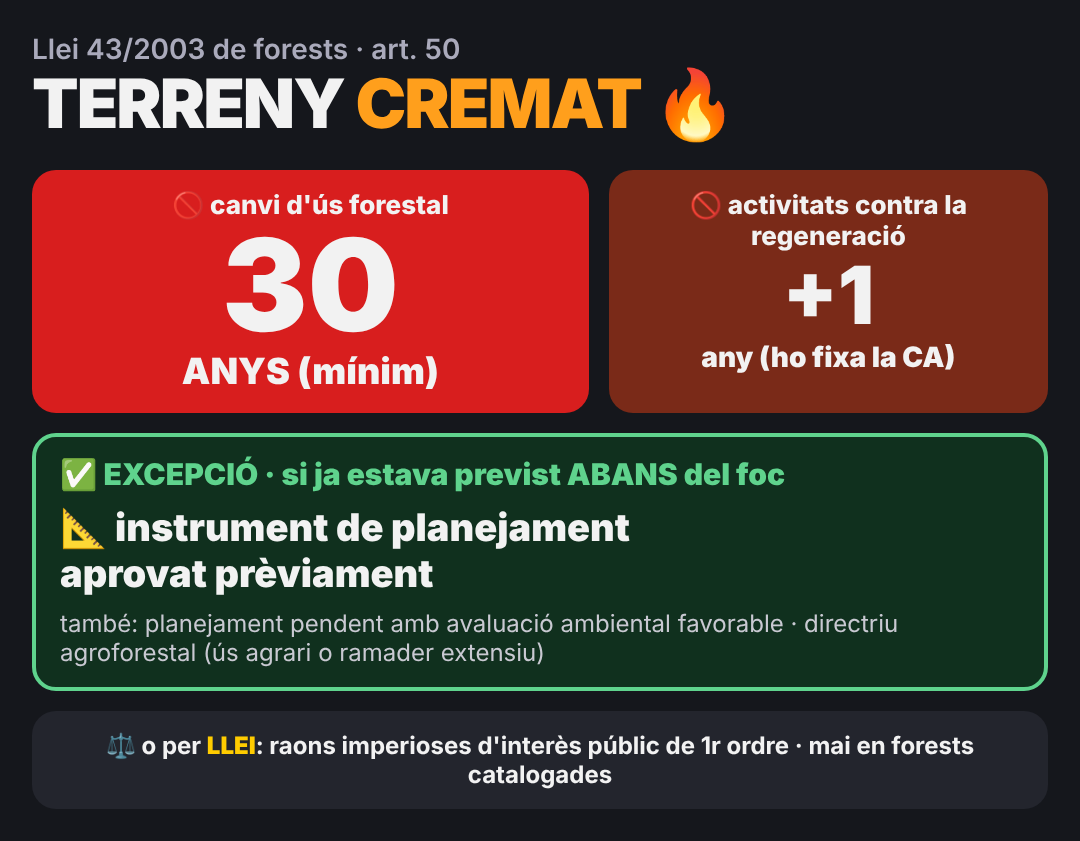 Llei 43/2003 de forests · art. 50
TERRENY CREMAT 🔥
🚫 canvi d'ús forestal
30
ANYS (mínim)
🚫 activitats contra la
regeneració
+1
any (ho fixa la CA)
✅ EXCEPCIÓ · si ja estava previst ABANS del foc
📐 instrument de planejament
aprovat prèviament
també: planejament pendent amb avaluació ambiental favorable · directriu
agroforestal (ús agrari o ramader extensiu)
⚖️ o per LLEI: raons imperioses d'interès públic de 1r ordre · mai en forests
catalogades